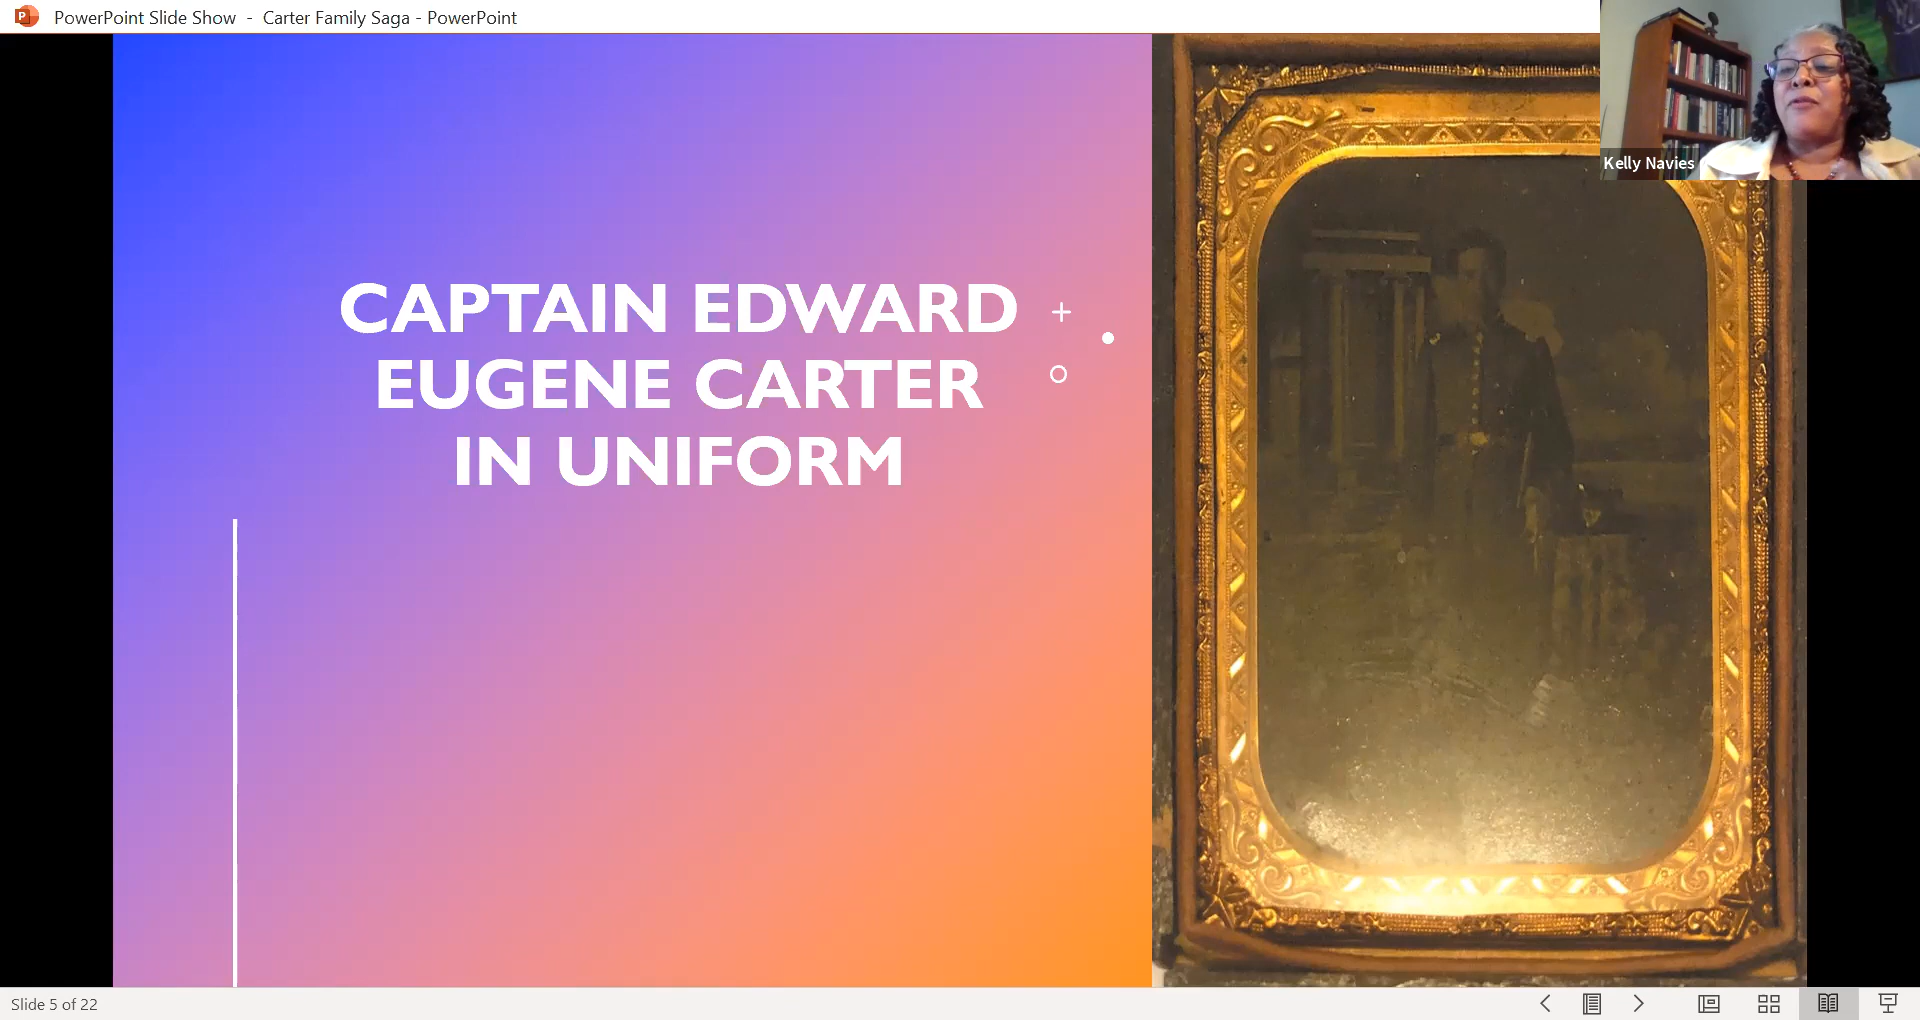 PowerPoint Slide Show - Carter Family Saga - PowerPoint
Kelly Navies
CAPTAIN EDWARD
EUGENE CARTER
IN UNIFORM
Slide 5 of 22